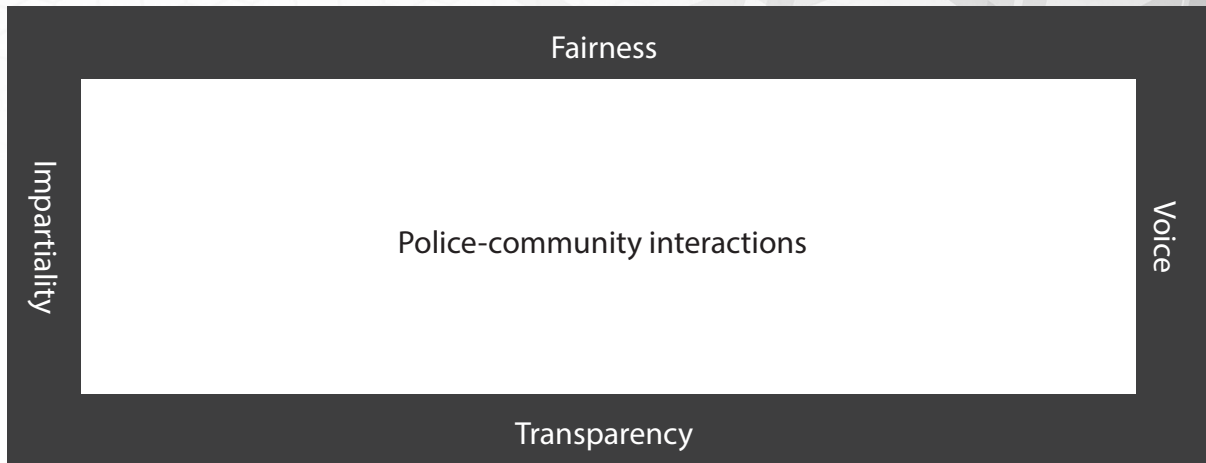 Fairness
Impartiality
Police-community interactions
Voice
Transparency